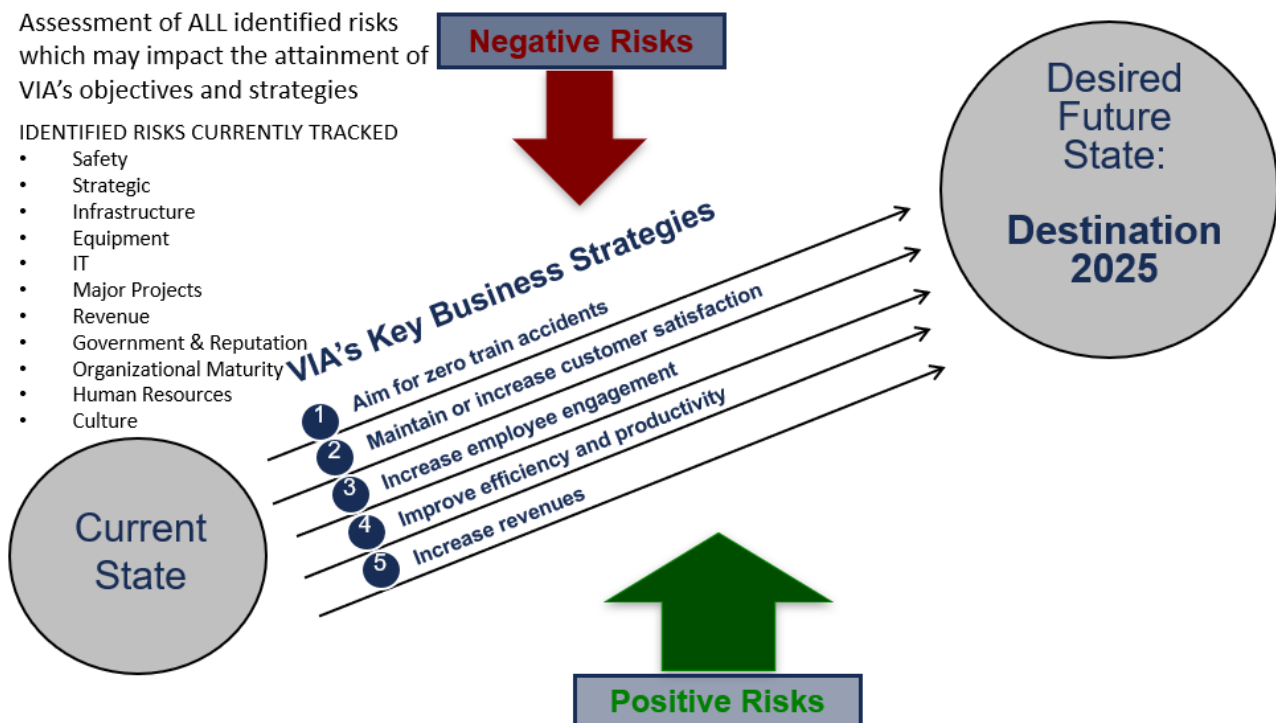 Assessment of ALL identified risks
which may impact the attainment of
VIA's objectives and strategies
IDENTIFIED RISKS CURRENTLY TRACKED
• Safety
• Strategic
• Infrastructure
• Equipment
• IT
• Major Projects
• Revenue
• Government & Reputation
• Organizational Maturity
• Human Resources
• Culture
Negative Risks
Desired
Future
State:
Destination
2025
VIA's Key Business Strategies
1 Aim for zero train accidents
2 Maintain or increase customer satisfaction
3 Increase employee engagement
4 Improve efficiency and productivity
5 Increase revenues
Current
State
Positive Risks